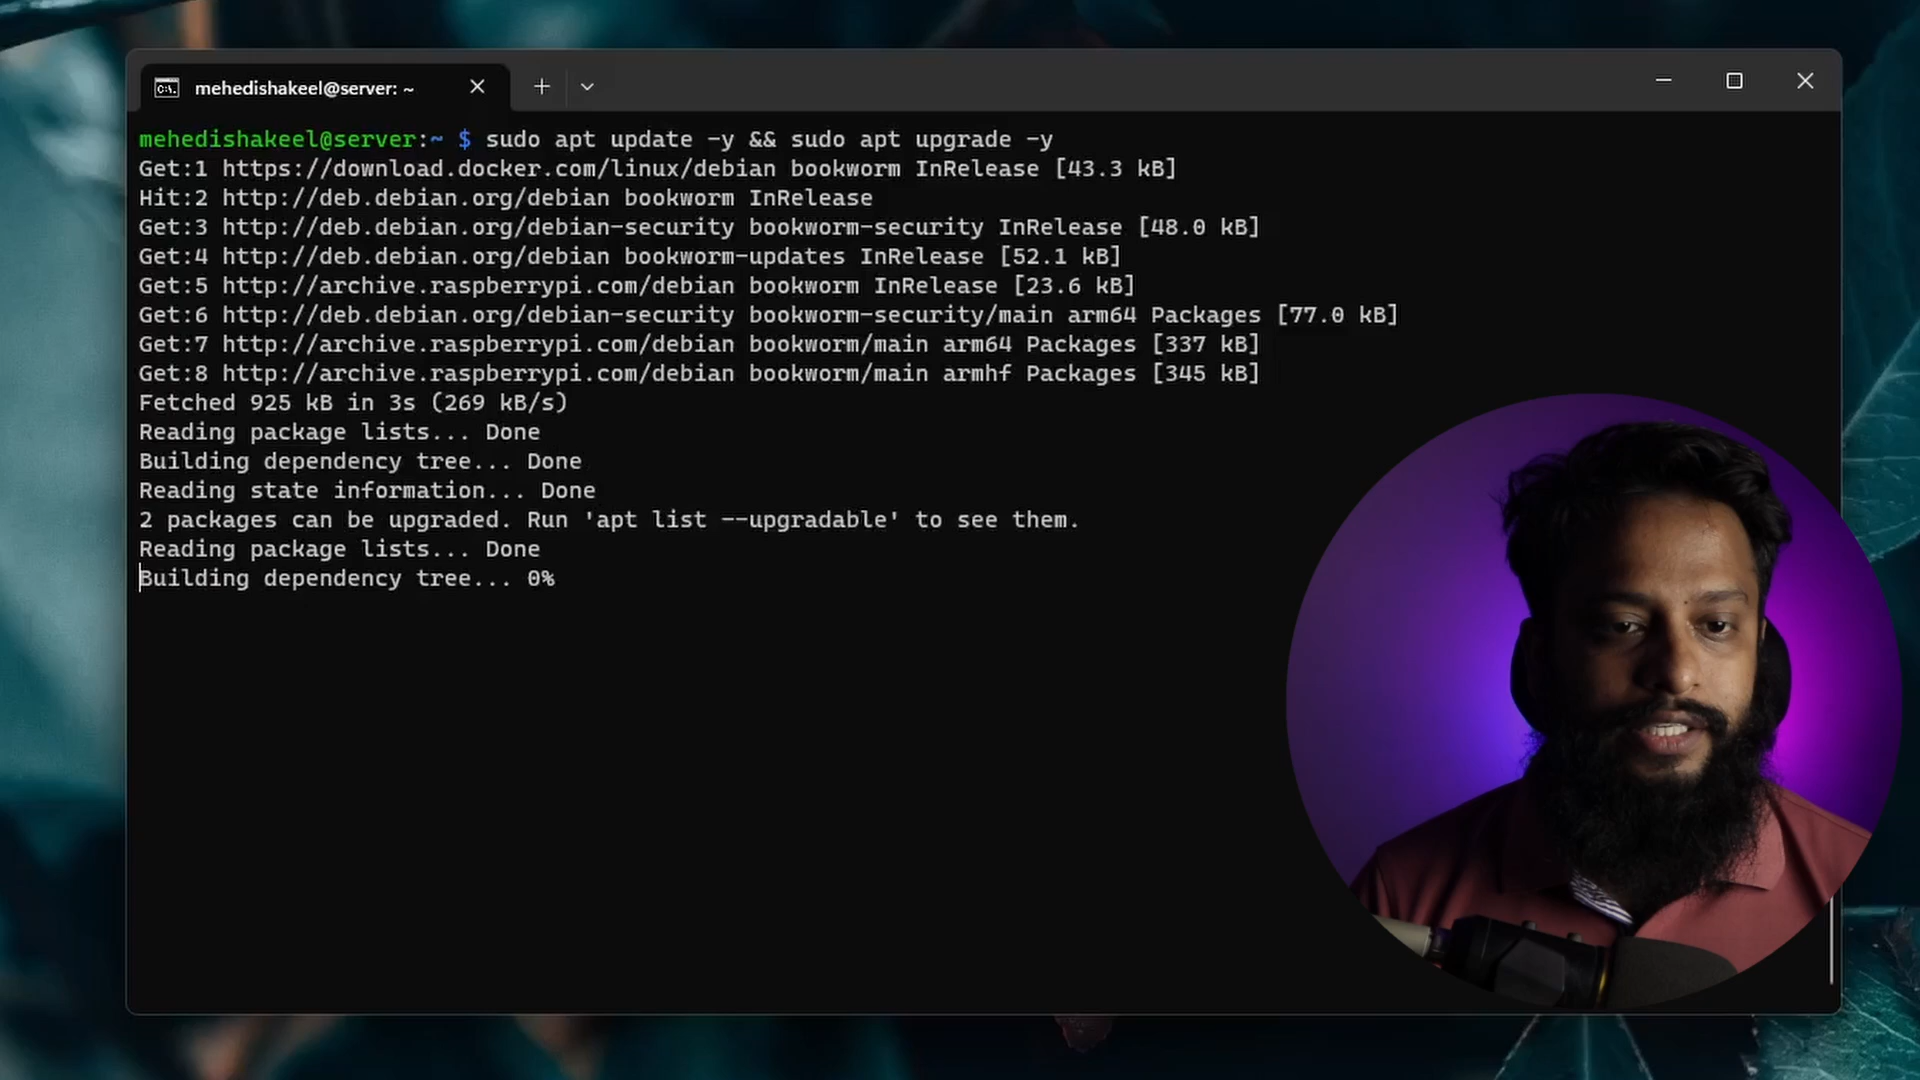 mehedishakeel@server: ~
mehedishakeel@server:~ $ sudo apt update -y && sudo apt upgrade -y
Get:1 https://download.docker.com/linux/debian bookworm InRelease [43.3 kB]
Hit:2 http://deb.debian.org/debian bookworm InRelease
Get:3 http://deb.debian.org/debian-security bookworm-security InRelease [48.0 kB]
Get:4 http://deb.debian.org/debian bookworm-updates InRelease [52.1 kB]
Get:5 http://archive.raspberrypi.com/debian bookworm InRelease [23.6 kB]
Get:6 http://deb.debian.org/debian-security bookworm-security/main arm64 Packages [77.0 kB]
Get:7 http://archive.raspberrypi.com/debian bookworm/main arm64 Packages [337 kB]
Get:8 http://archive.raspberrypi.com/debian bookworm/main armhf Packages [345 kB]
Fetched 925 kB in 3s (269 kB/s)
Reading package lists... Done
Building dependency tree... Done
Reading state information... Done
2 packages can be upgraded. Run 'apt list --upgradable' to see them.
Reading package lists... Done
Building dependency tree... 0%